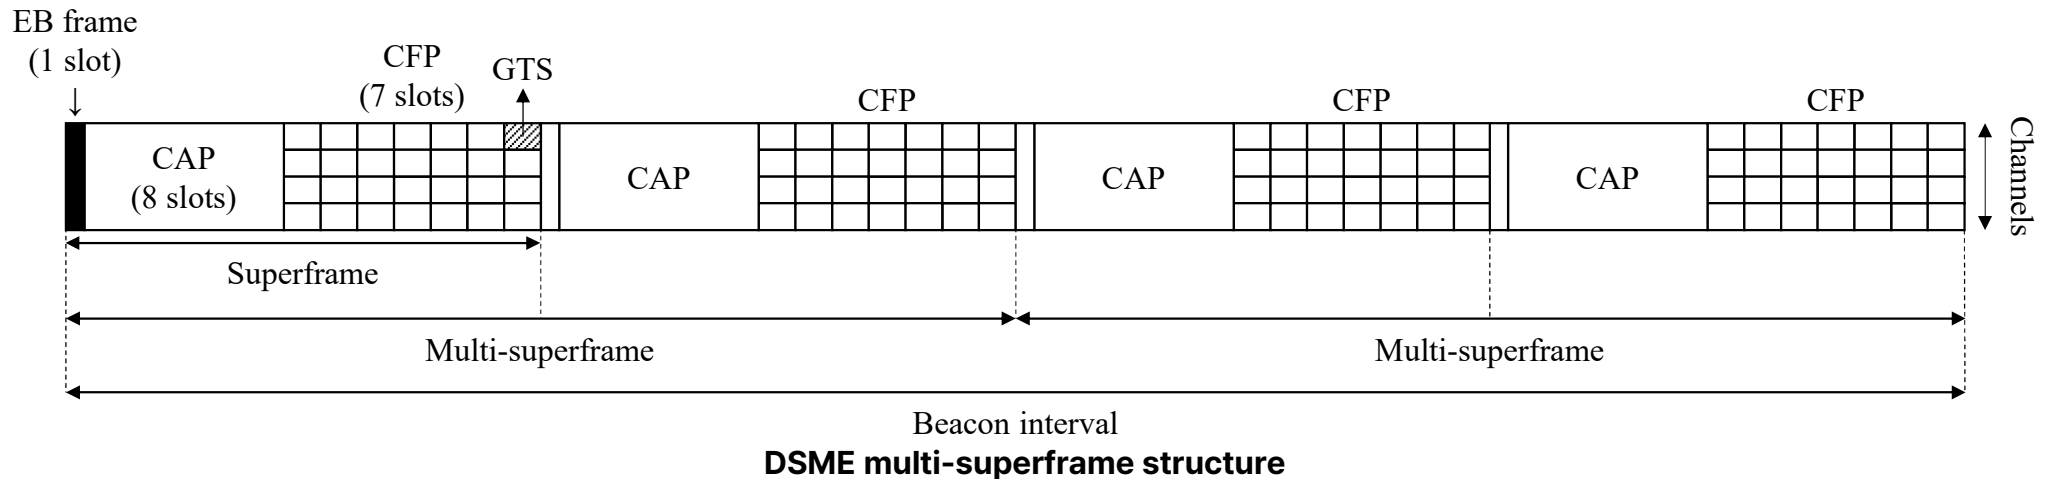 EB frame
(1 slot)
CFP
(7 slots)
GTS
CFP
CFP
CFP
CAP
(8 slots)
CAP
CAP
CAP
Channels
Superframe
Multi-superframe
Multi-superframe
Beacon interval
DSME multi-superframe structure